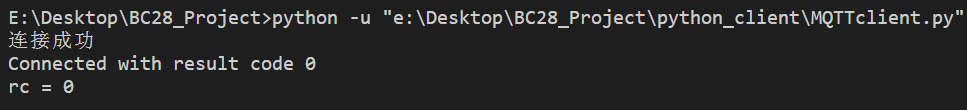 E:\Desktop\BC28_Project>python -u "e:\Desktop\BC28_Project\python_client\MQTTclient.py"
连接成功
Connected with result code 0
rc = 0